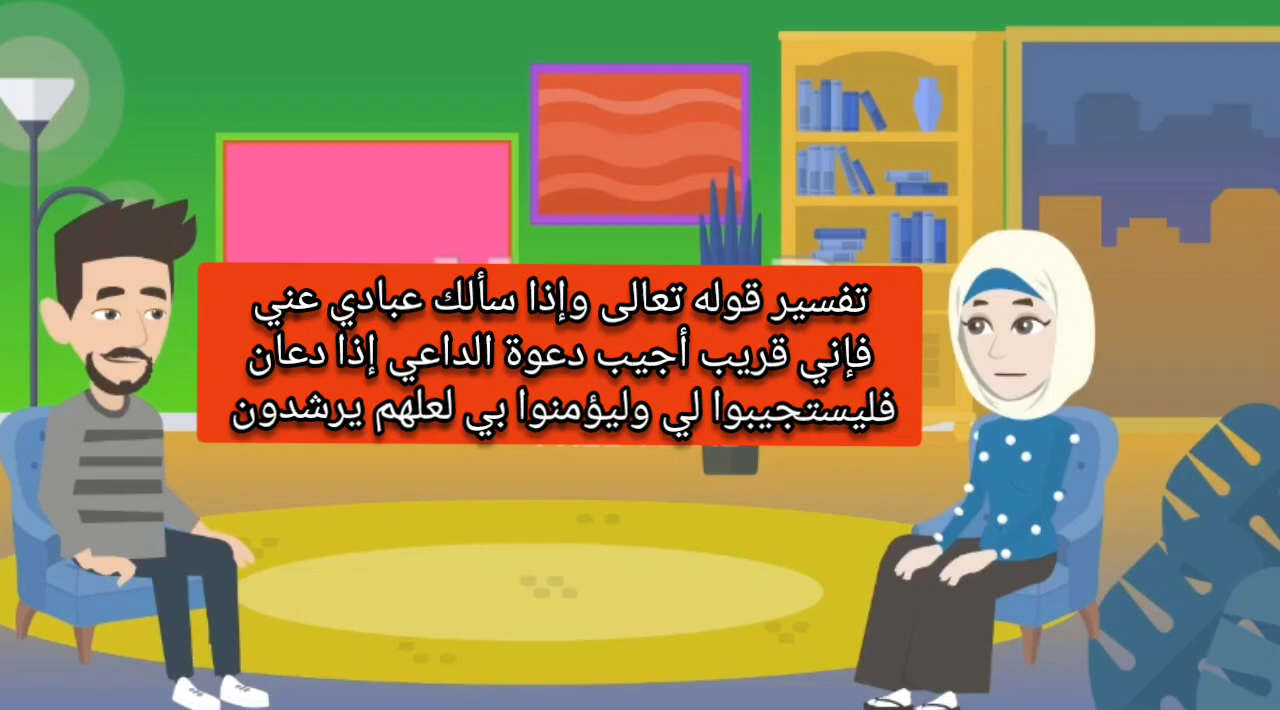 تفسير قوله تعالى وإذا سألك عبادي عني
فإني قريب أجيب دعوة الداعي إذا دعان
فليستجيبوا لي وليؤمنوا بي لعلهم يرشدون